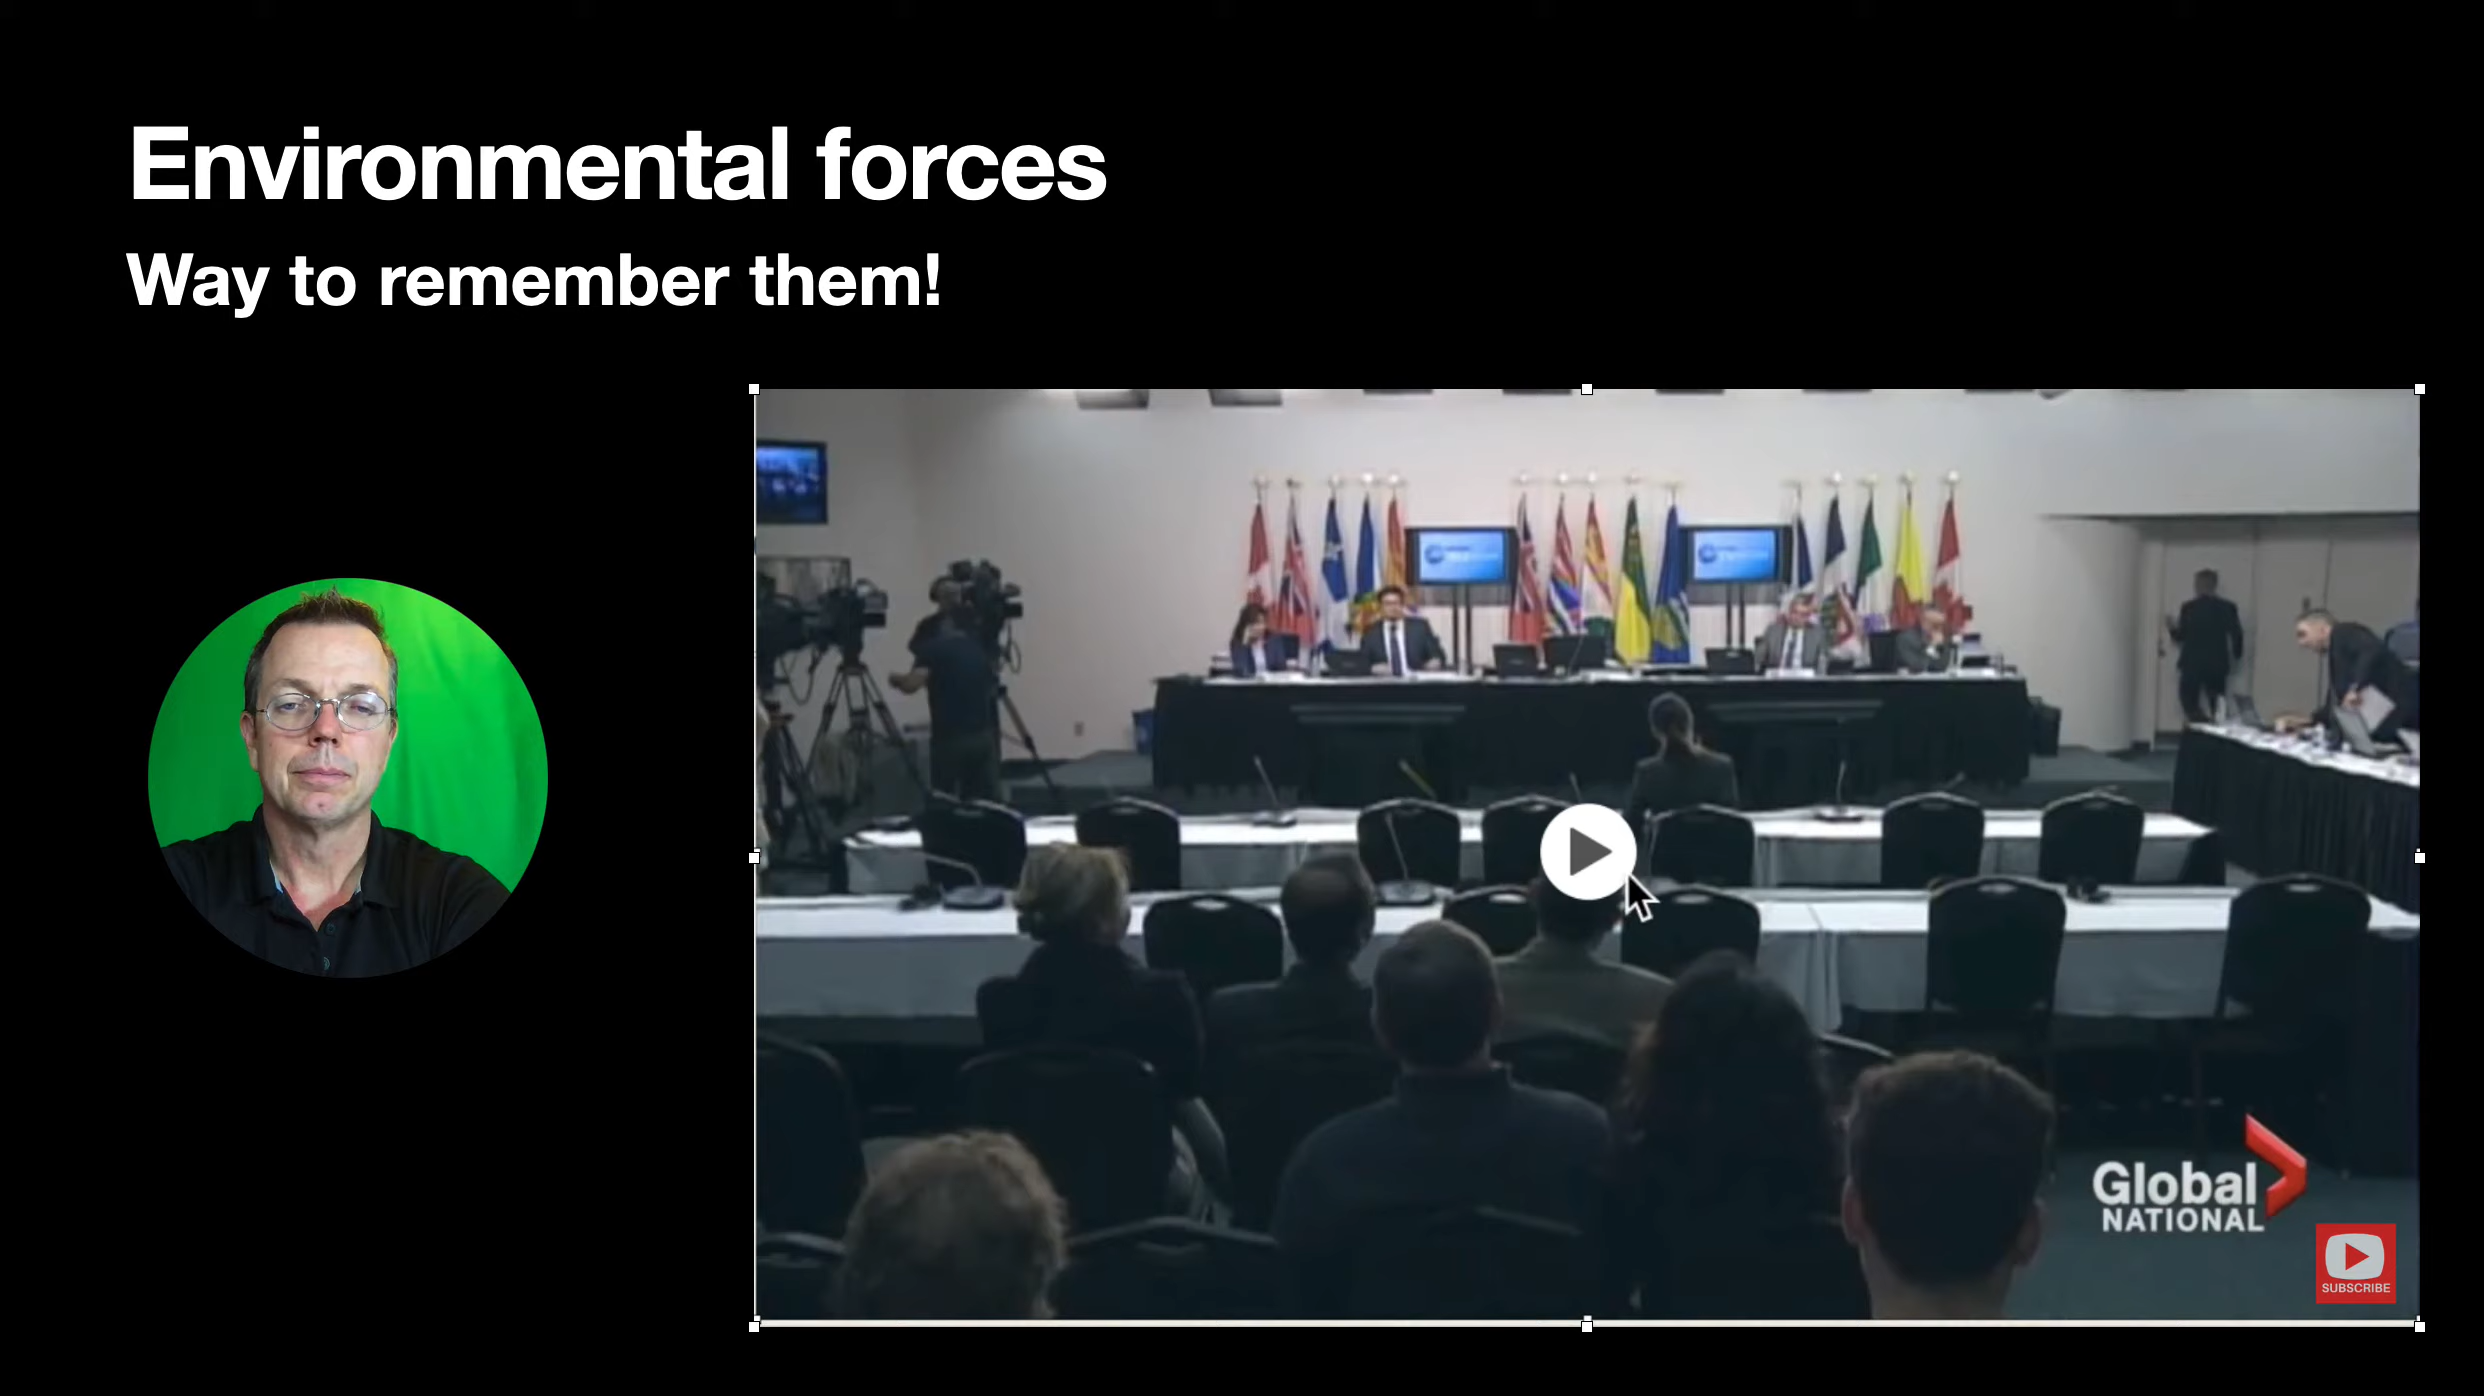 Environmental forces
Way to remember them!
Global
NATIONAL
SUBSCRIBE